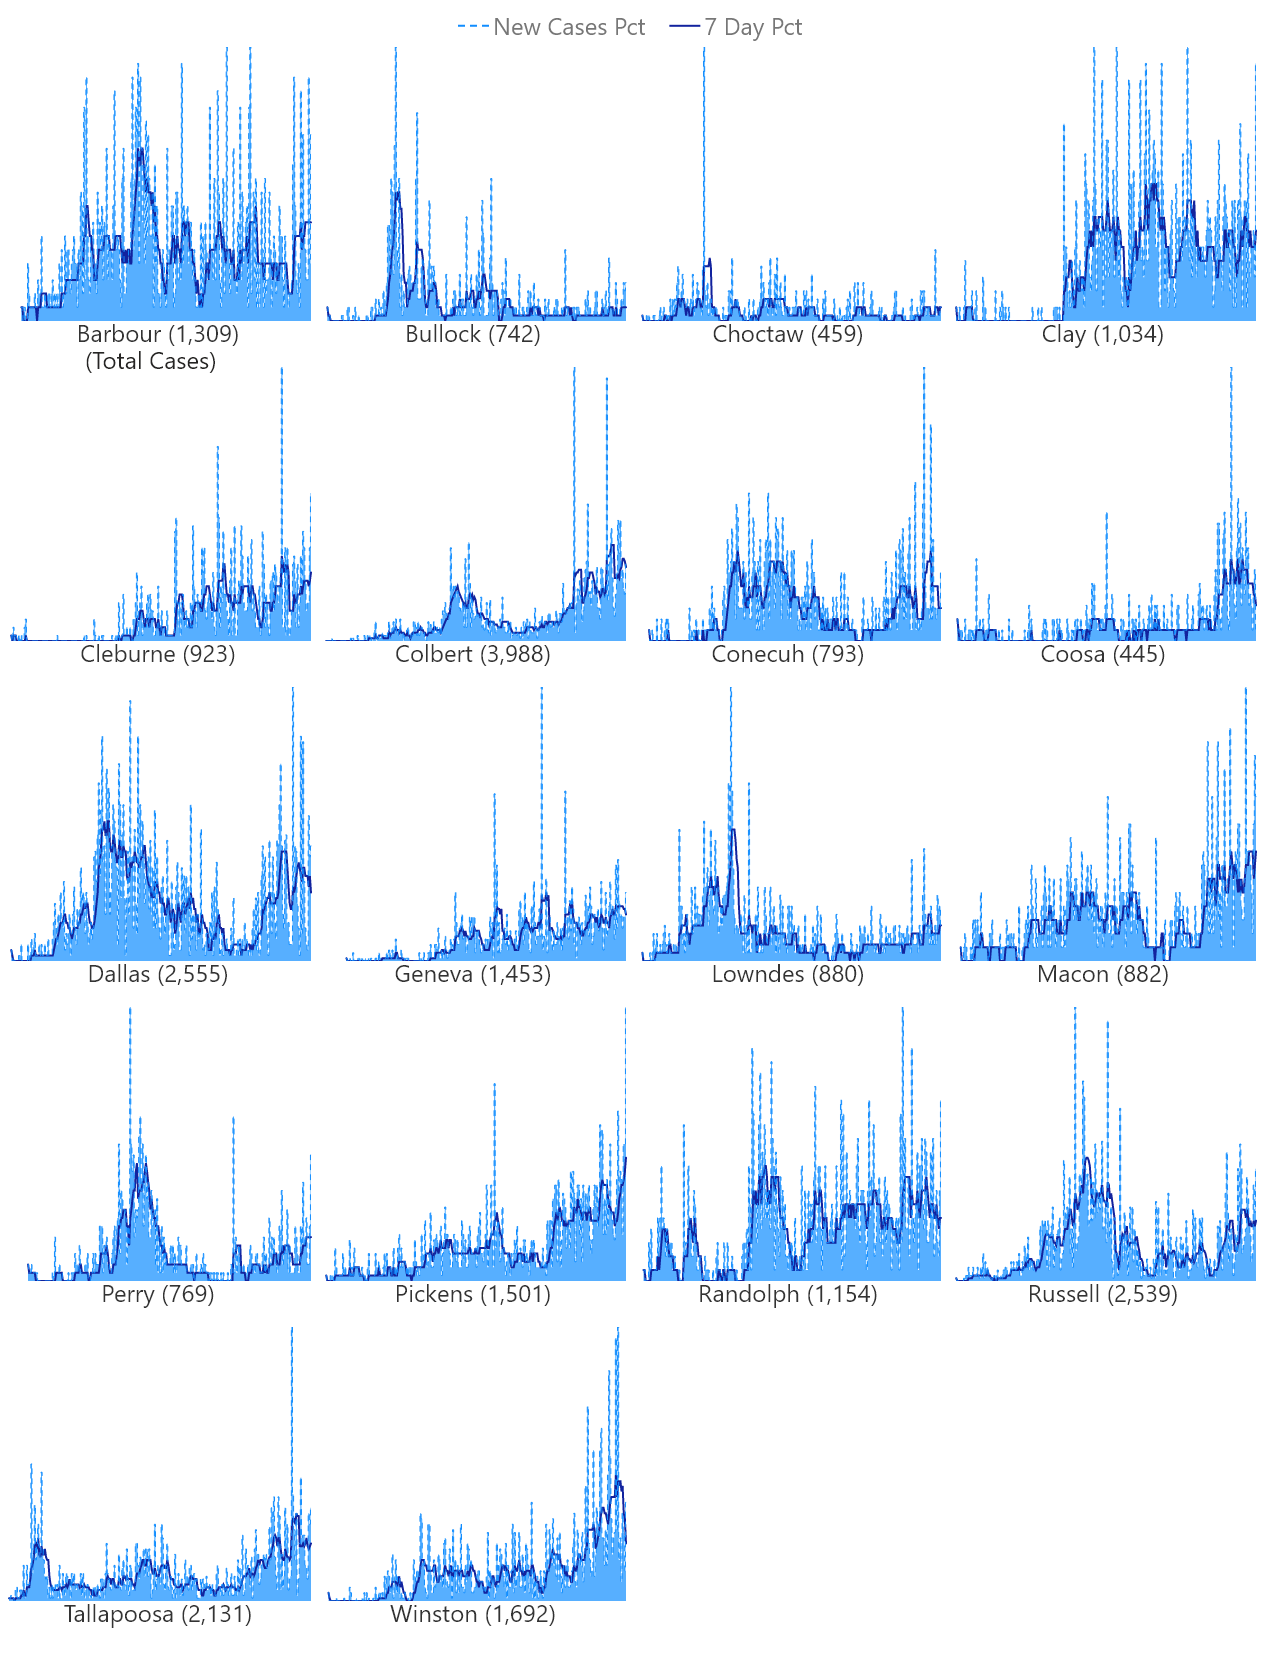 New Cases Pct 7 Day Pct
Barbour (1,309) Bullock (742) Choctaw (459) Clay (1,034)
(Total Cases)
Cleburne (923) Colbert (3,988) Conecuh (793) Coosa (445)
Dallas (2,555) Geneva (1,453) Lowndes (880) Macon (882)
Perry (769) Pickens (1,501) Randolph (1,154) Russell (2,539)
Tallapoosa (2,131) Winston (1,692)